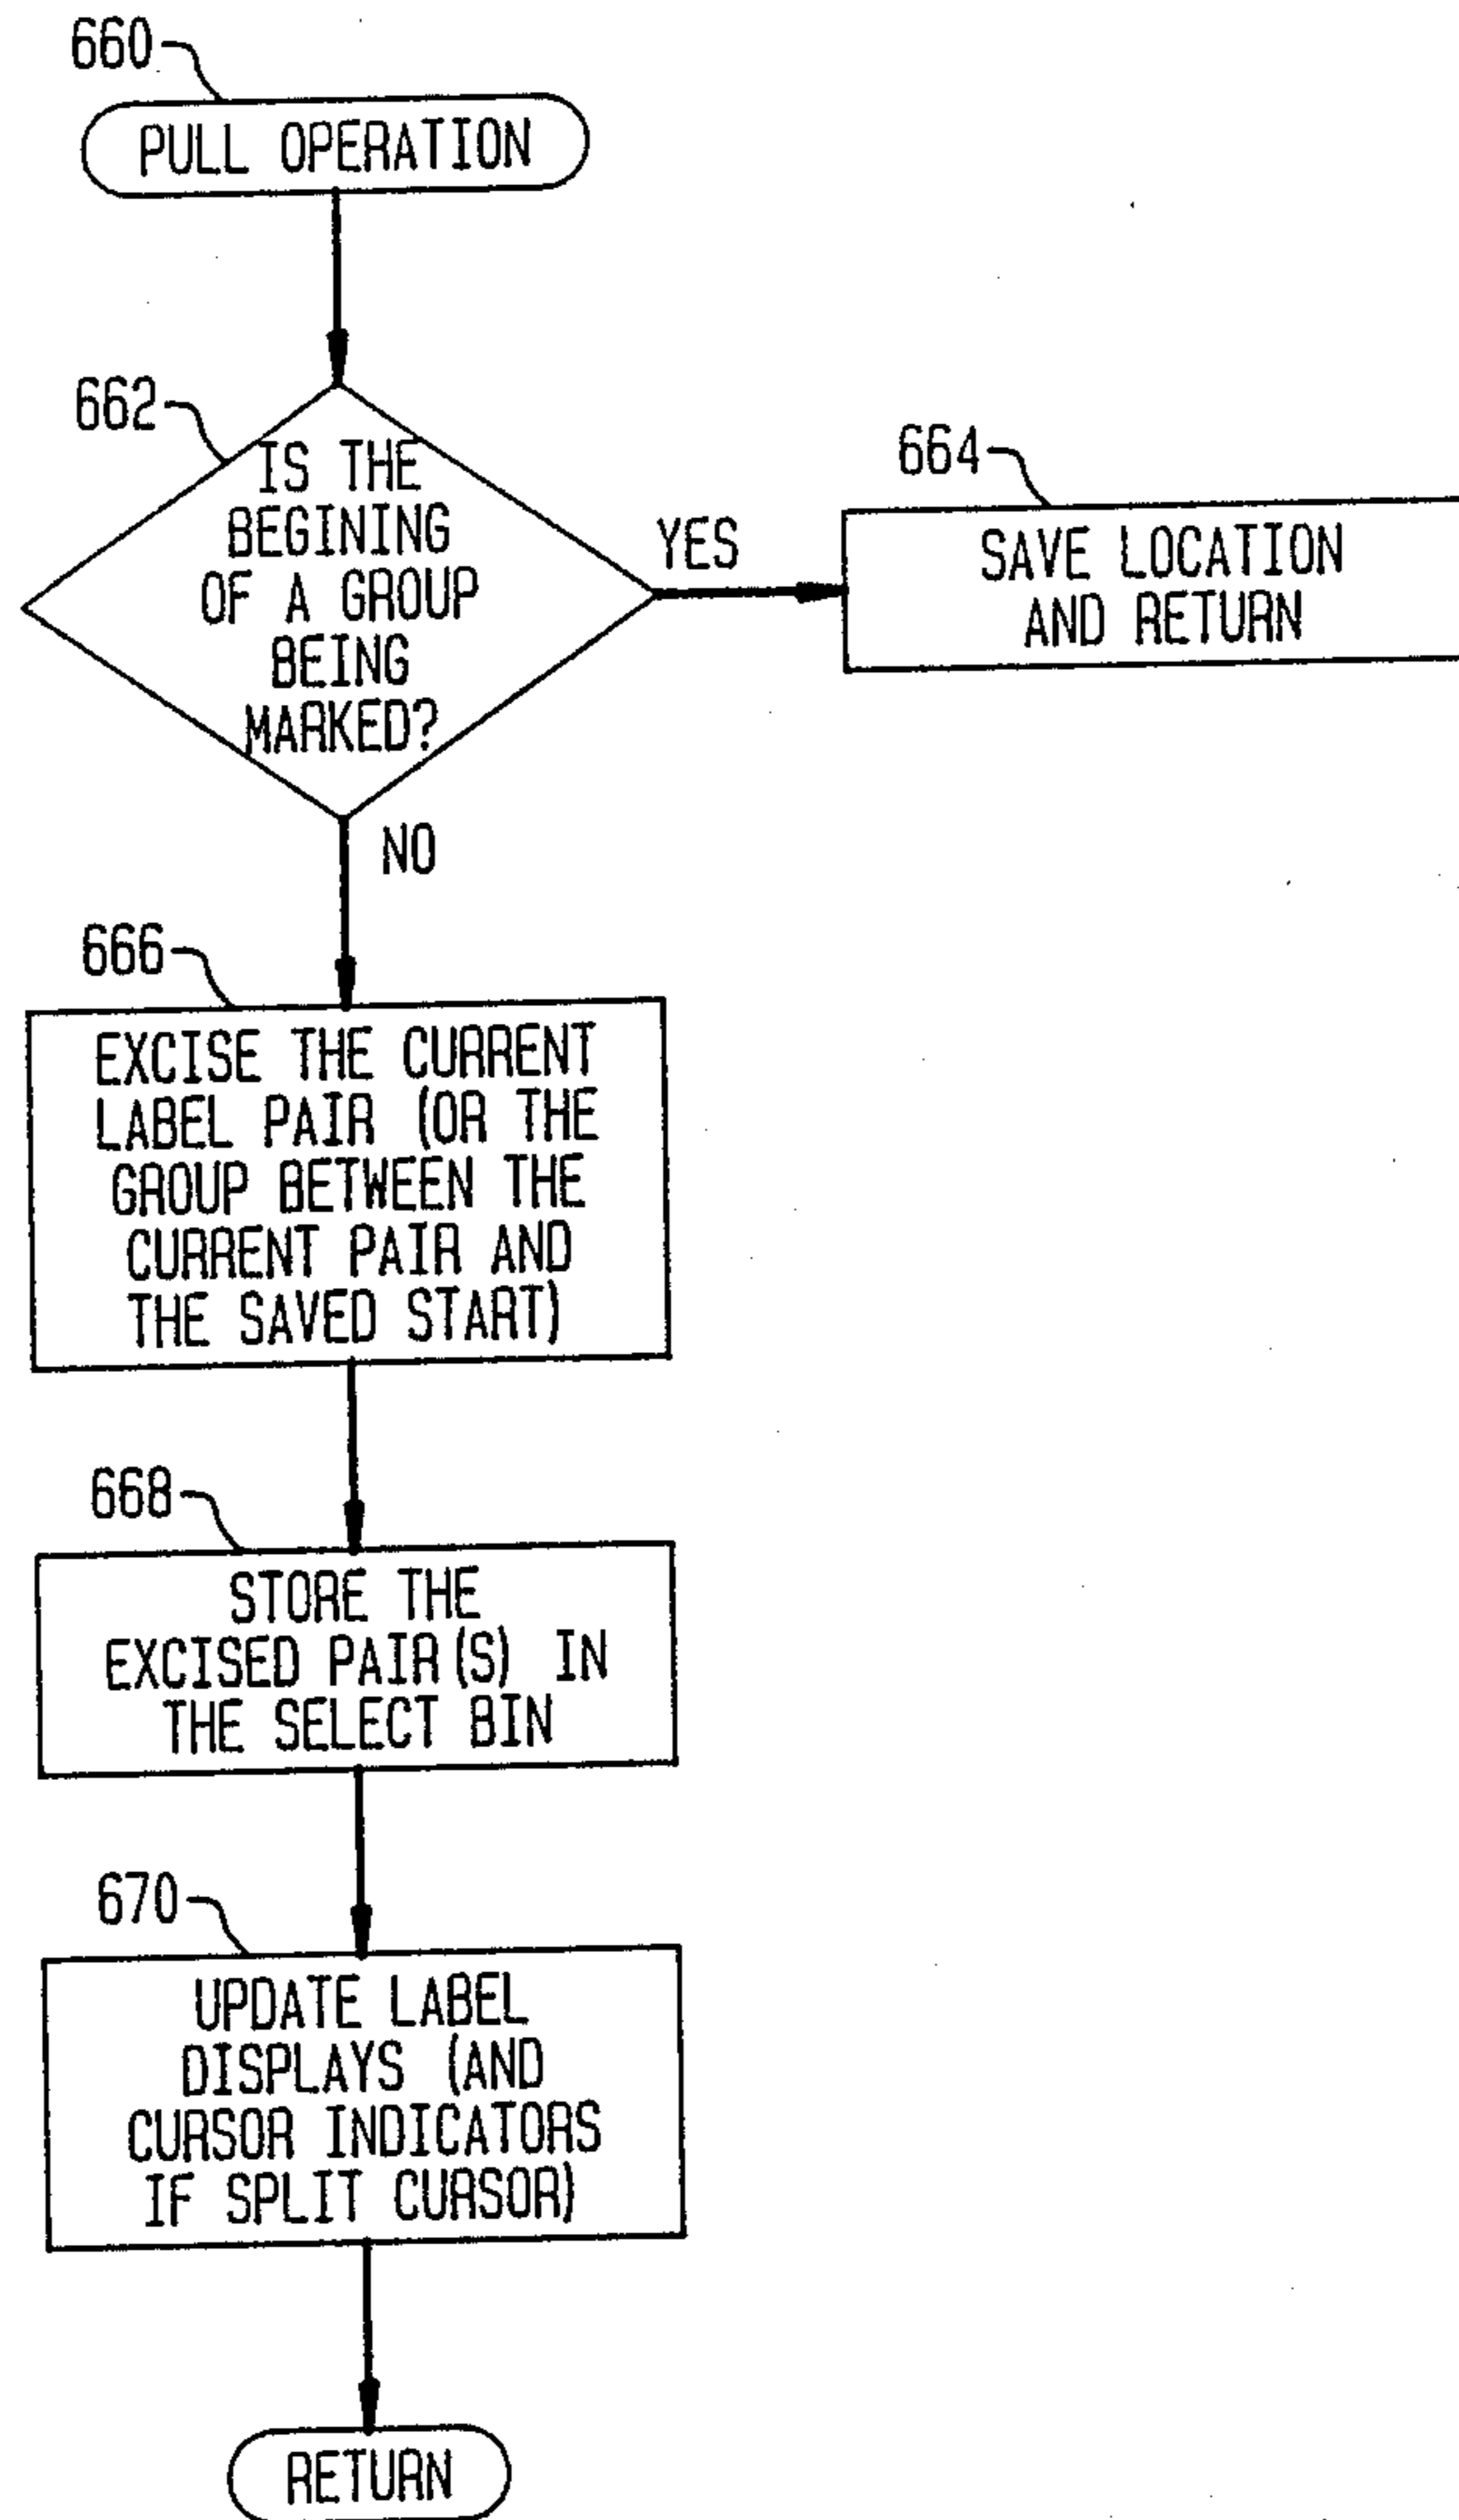 660
PULL OPERATION
662
IS THE
BEGINING
OF A GROUP
BEING
MARKED?
YES
664
SAVE LOCATION
AND RETURN
NO
666
EXCISE THE CURRENT
LABEL PAIR (OR THE
GROUP BETWEEN THE
CURRENT PAIR AND
THE SAVED START)
668
STORE THE
EXCISED PAIR(S) IN
THE SELECT BIN
670
UPDATE LABEL
DISPLAYS (AND
CURSOR INDICATORS
IF SPLIT CURSOR)
RETURN